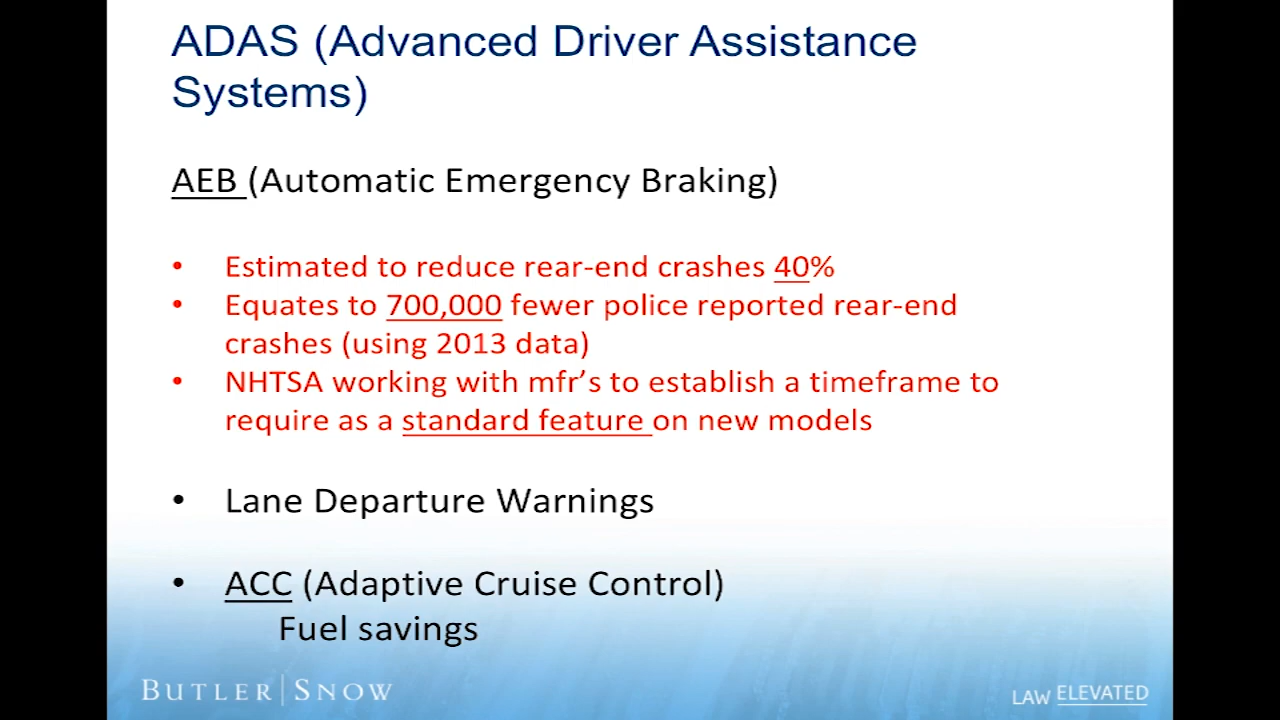 ADAS (Advanced Driver Assistance
Systems)
AEB (Automatic Emergency Braking)
• Estimated to reduce rear-end crashes 40%
• Equates to 700,000 fewer police reported rear-end
crashes (using 2013 data)
• NHTSA working with mfr’s to establish a timeframe to
require as a standard feature on new models
• Lane Departure Warnings
• ACC (Adaptive Cruise Control)
Fuel savings
BUTLER | SNOW
LAW ELEVATED